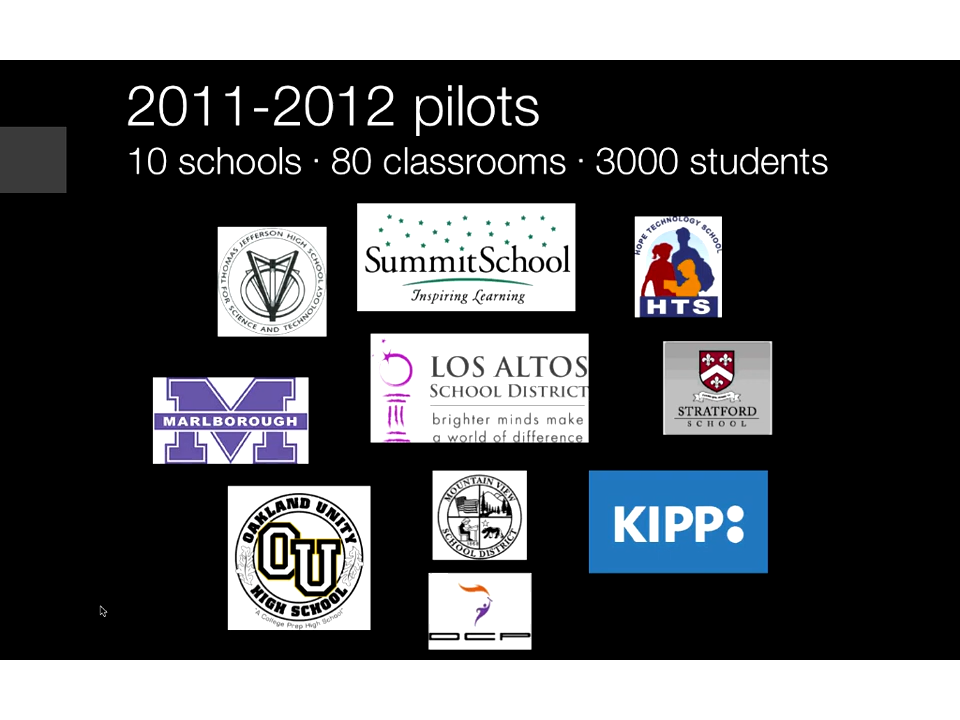 2011-2012 pilots
10 schools · 80 classrooms · 3000 students
THOMAS JEFFERSON HIGH SCHOOL
FOR SCIENCE AND TECHNOLOGY
SummitSchool
Inspiring Learning
HOPE TECHNOLOGY SCHOOL
HTS
LOS ALTOS
SCHOOL DISTRICT
brighter minds make
a world of difference
STRATFORD
SCHOOL
MARLBOROUGH
OAKLAND UNITY
OU
HIGH SCHOOL
"A College Prep High School"
MOUNTAIN VIEW
SCHOOL DISTRICT
KIPP:
OCP